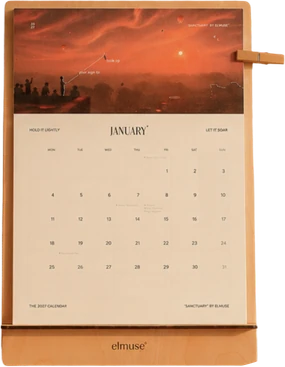 SANCTUARY BY ELMUSE
HOLD IT LIGHTLY
JANUARY
LET IT SOAR
MON TUE WED THU FRI SAT SUN
1 2 3
4 5 6 7 8 9 10
11 12 13 14 15 16 17
18 19 20 21 22 23 24
25 26 27 28 29 30 31
THE 2027 CALENDAR
"SANCTUARY" BY ELMUSE
elmuse